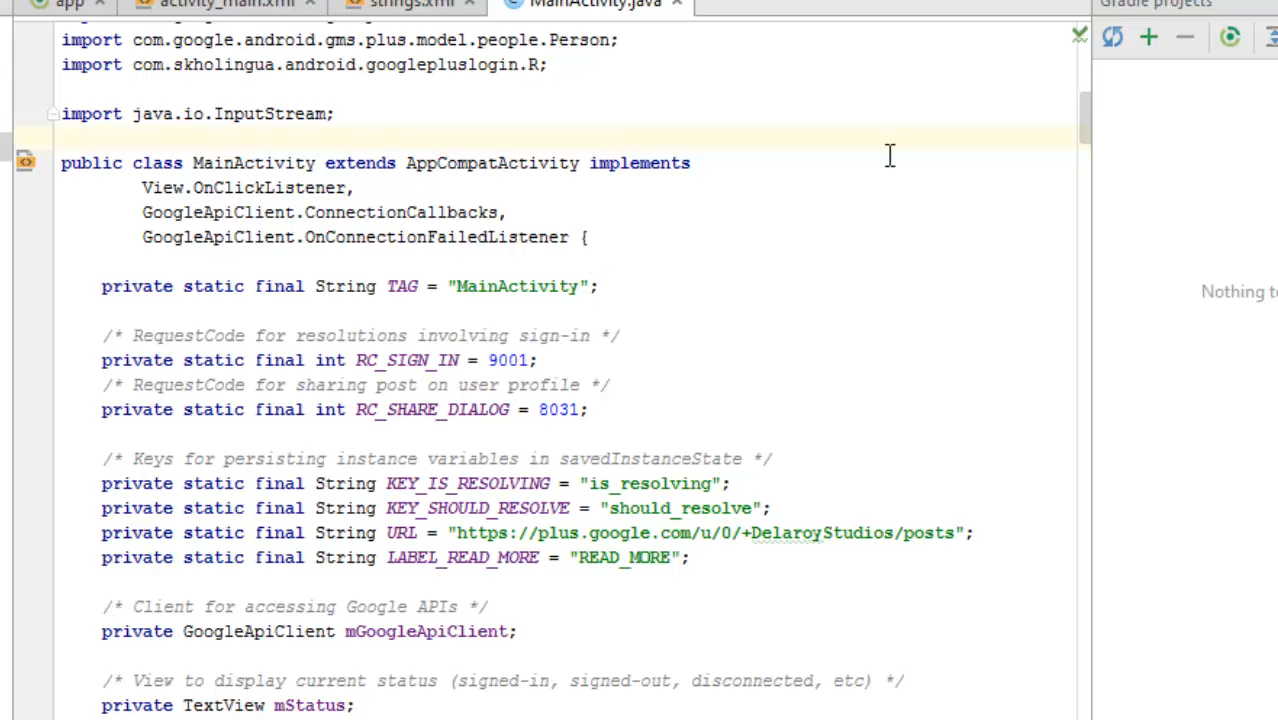 app
activity_main.xml
strings.xml
MainActivity.java
Gradle projects
import com.google.android.gms.plus.model.people.Person;
import com.skholingua.android.googlepluslogin.R;
import java.io.InputStream;
public class MainActivity extends AppCompatActivity implements
View.OnClickListener,
GoogleApiClient.ConnectionCallbacks,
GoogleApiClient.OnConnectionFailedListener {
private static final String TAG = "MainActivity";
/* RequestCode for resolutions involving sign-in */
private static final int RC_SIGN_IN = 9001;
/* RequestCode for sharing post on user profile */
private static final int RC_SHARE_DIALOG = 8031;
/* Keys for persisting instance variables in savedInstanceState */
private static final String KEY_IS_RESOLVING = "is_resolving";
private static final String KEY_SHOULD_RESOLVE = "should_resolve";
private static final String URL = "https://plus.google.com/u/0/+DelaroyStudios/posts";
private static final String LABEL_READ_MORE = "READ_MORE";
/* Client for accessing Google APIs */
private GoogleApiClient mGoogleApiClient;
/* View to display current status (signed-in, signed-out, disconnected, etc) */
private TextView mStatus;
Nothing